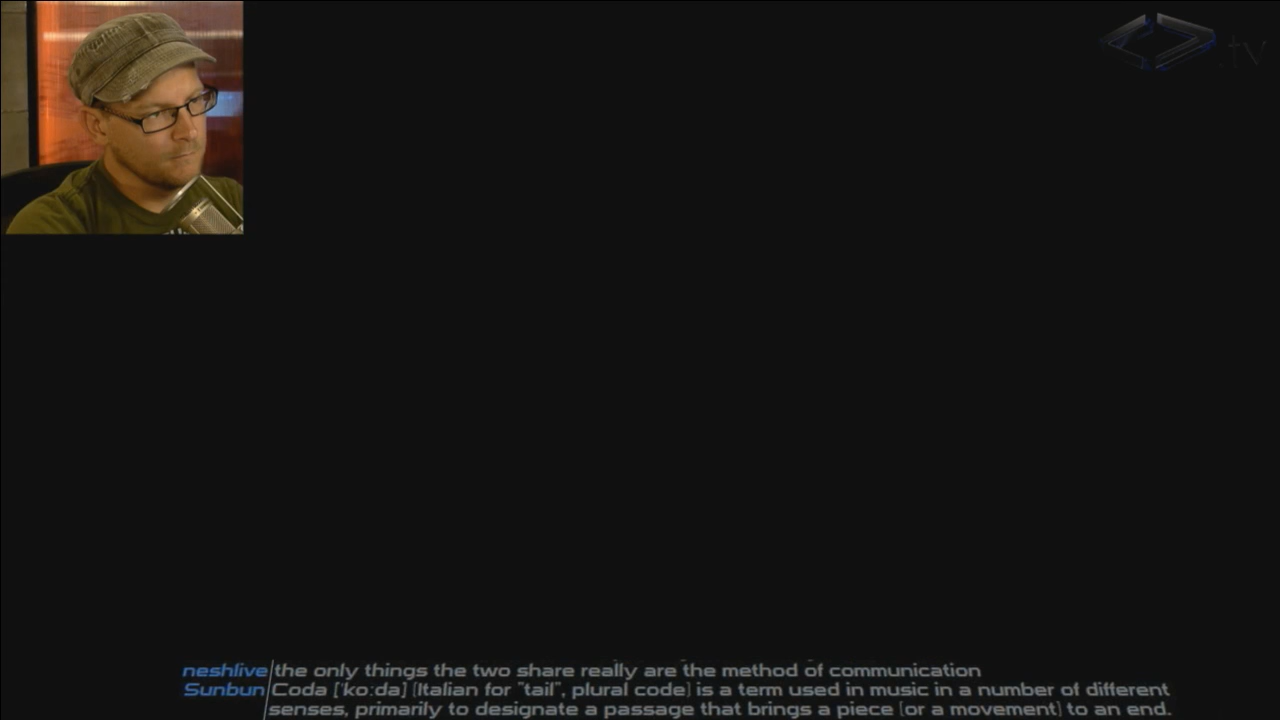 .tv
neshlive the only things the two share really are the method of communication
Sunbun Coda ['ko:da] (Italian for "tail", plural code) is a term used in music in a number of different
senses, primarily to designate a passage that brings a piece (or a movement) to an end.